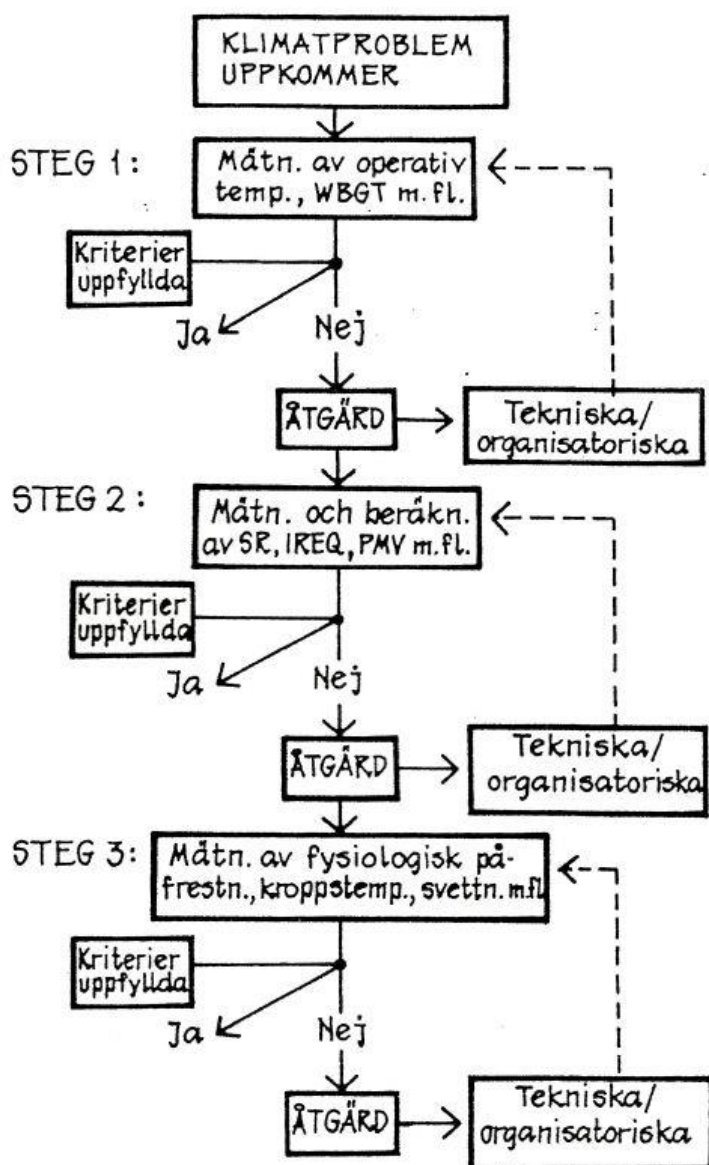 KLIMATPROBLEM
UPPKOMMER
STEG 1:
Mätn. av operativ
temp., WBGT m. fl.
Kriterier
uppfyllda
Ja
Nej
ÅTGÄRD
Tekniska/
organisatoriska
STEG 2:
Mätn. och beräkn.
av SR, IREQ, PMV m.fl.
Kriterier
uppfyllda
Ja
Nej
ÅTGÄRD
Tekniska/
organisatoriska
STEG 3:
Mätn. av fysiologisk på-
frestn., kroppstemp., svettn. m.fl
Kriterier
uppfyllda
Ja
Nej
ÅTGÄRD
Tekniska/
organisatoriska